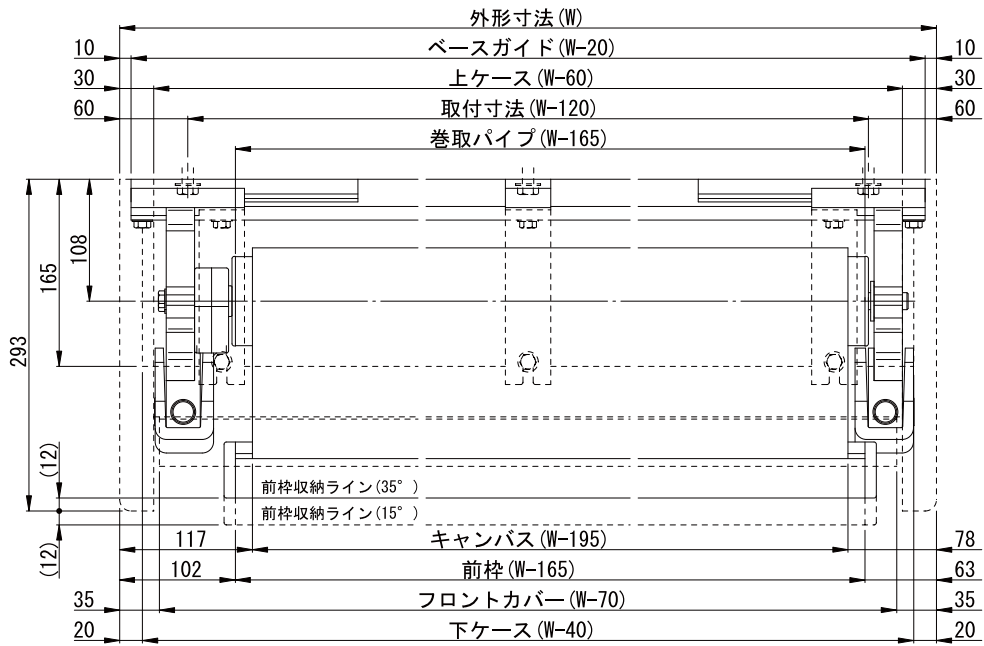 外形寸法(W)
10 ベースガイド(W-20) 10
30 上ケース(W-60) 30
60 取付寸法(W-120) 60
巻取パイプ(W-165)
108
165
293
(12)
前枠収納ライン(35°)
前枠収納ライン(15°)
(12)
117 キャンバス(W-195) 78
102 前枠(W-165) 63
35 フロントカバー(W-70) 35
20 下ケース(W-40) 20